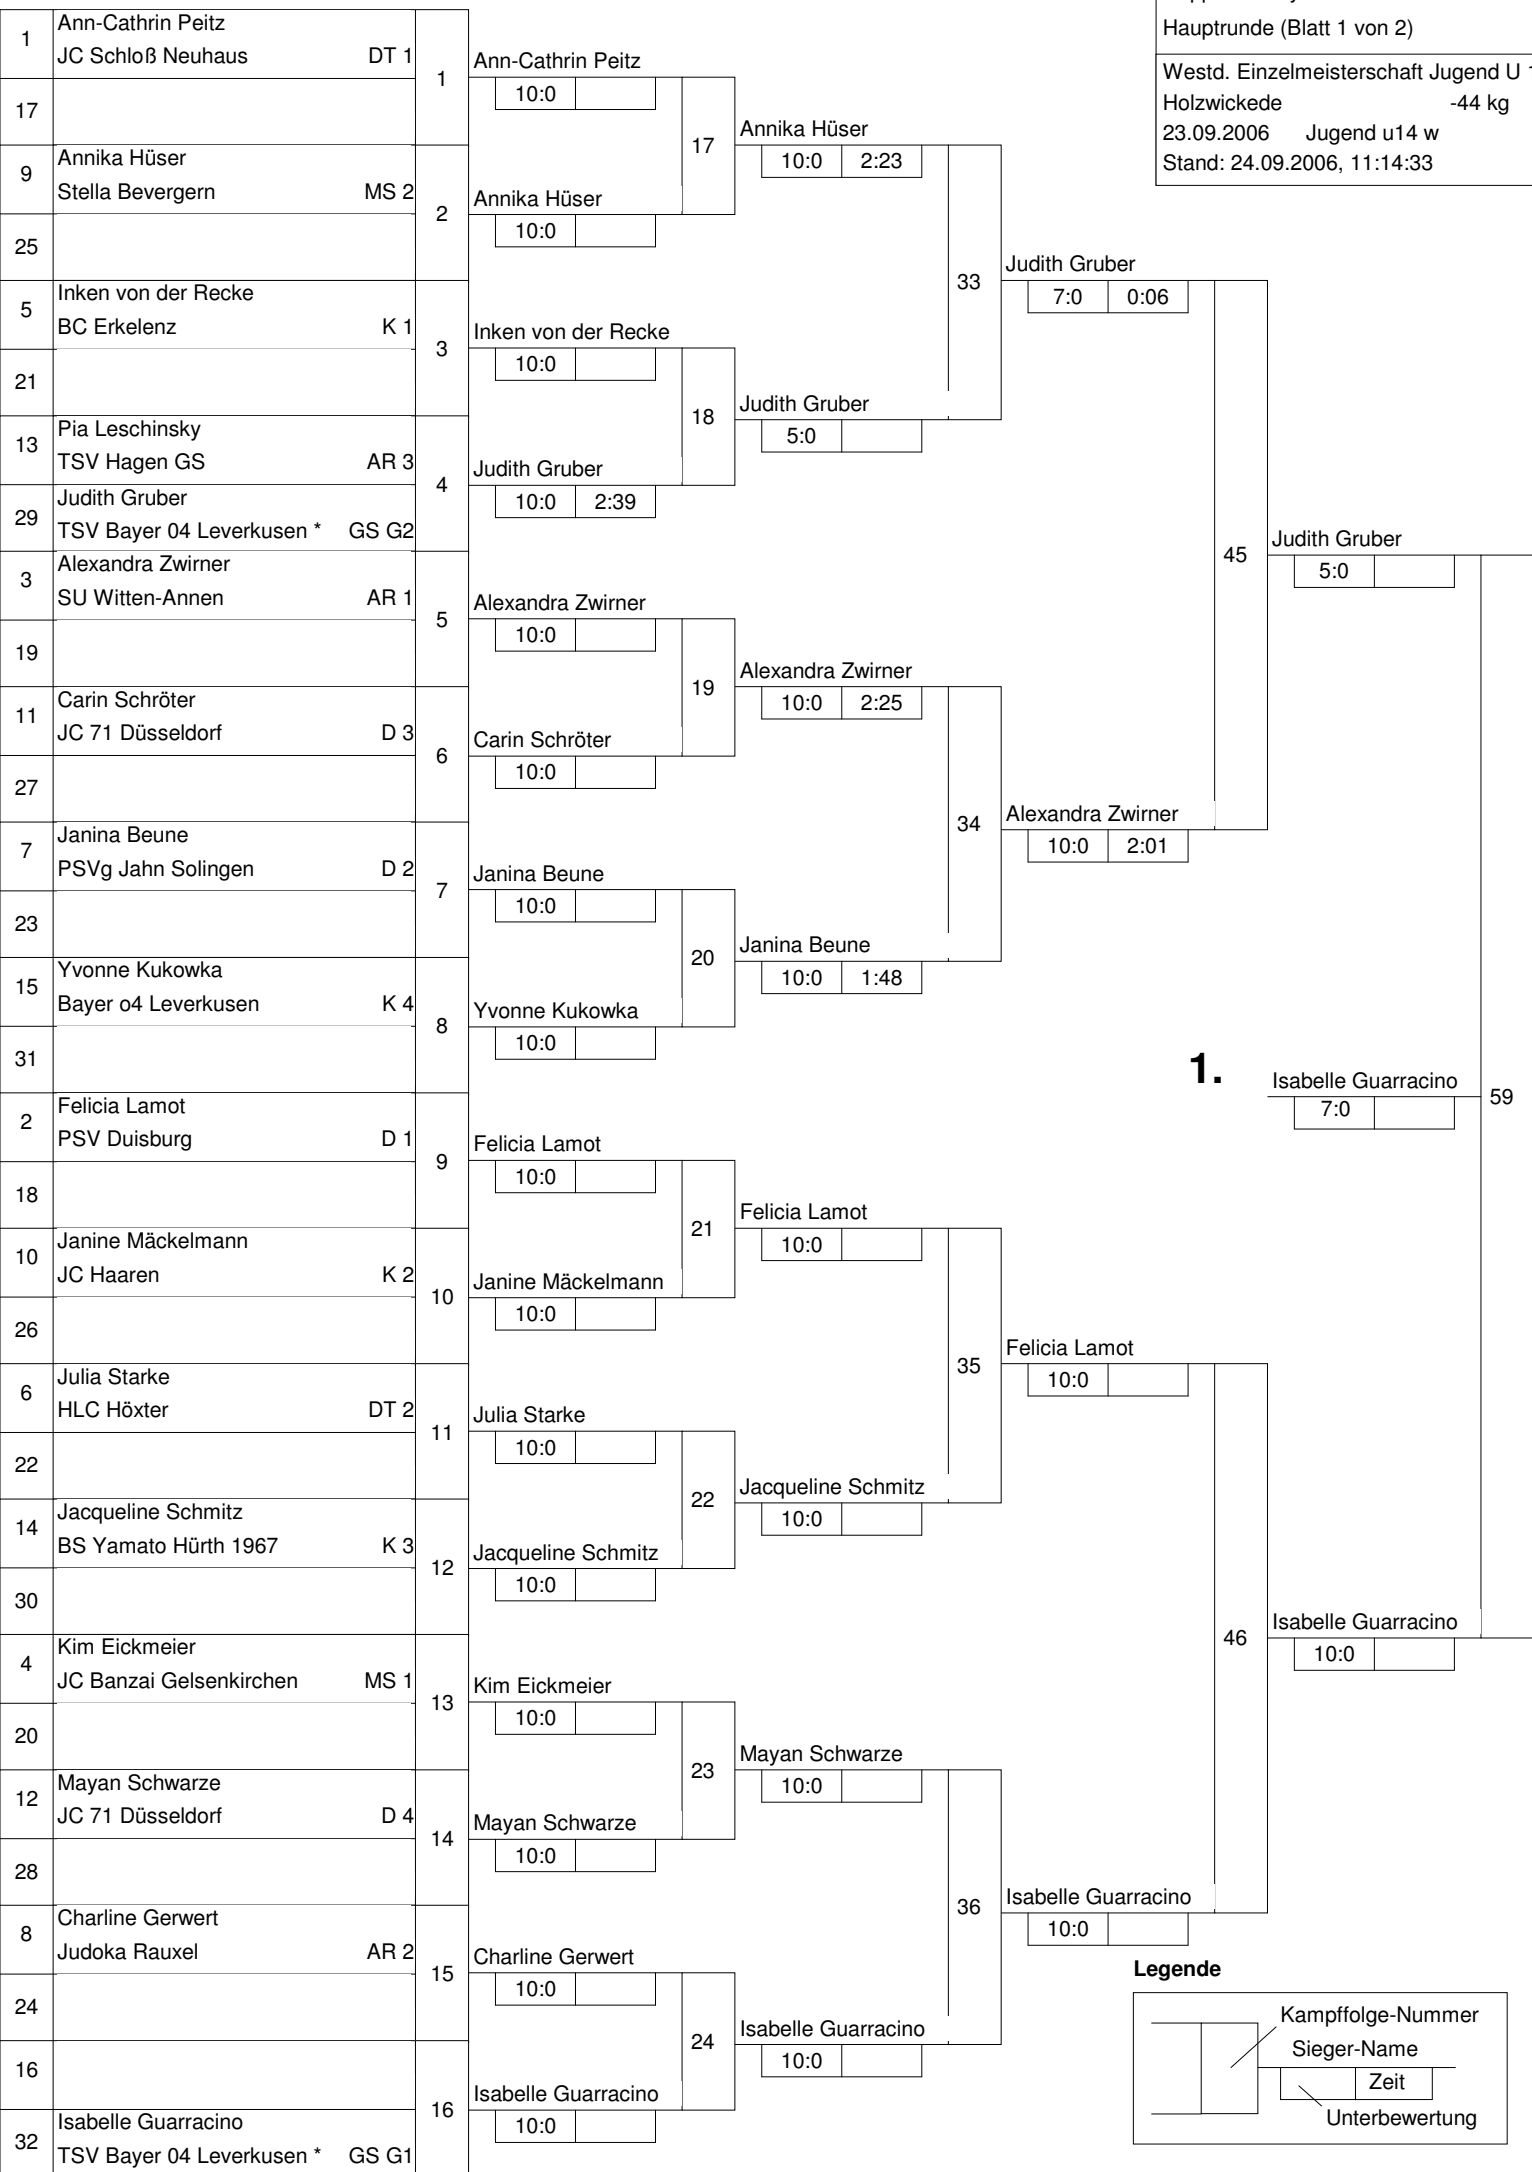 Hauptrunde (Blatt 1 von 2)
Westd. Einzelmeisterschaft Jugend U
Holzwickede -44 kg
23.09.2006 Jugend u14 w
Stand: 24.09.2006, 11:14:33
1 Ann-Cathrin Peitz
JC Schloß Neuhaus DT 1
17
9 Annika Hüser
Stella Bevergern MS 2
25
5 Inken von der Recke
BC Erkelenz K 1
21
13 Pia Leschinsky
TSV Hagen GS AR 3
29 Judith Gruber
TSV Bayer 04 Leverkusen * GS G2
3 Alexandra Zwirner
SU Witten-Annen AR 1
19
11 Carin Schröter
JC 71 Düsseldorf D 3
27
7 Janina Beune
PSVg Jahn Solingen D 2
23
15 Yvonne Kukowka
Bayer o4 Leverkusen K 4
31
2 Felicia Lamot
PSV Duisburg D 1
18
10 Janine Mäckelmann
JC Haaren K 2
26
6 Julia Starke
HLC Höxter DT 2
22
14 Jacqueline Schmitz
BS Yamato Hürth 1967 K 3
30
4 Kim Eickmeier
JC Banzai Gelsenkirchen MS 1
20
12 Mayan Schwarze
JC 71 Düsseldorf D 4
28
8 Charline Gerwert
Judoka Rauxel AR 2
24
16
32 Isabelle Guarracino
TSV Bayer 04 Leverkusen * GS G1
1 Ann-Cathrin Peitz
10:0
2 Annika Hüser
10:0
3 Inken von der Recke
10:0
4 Judith Gruber
10:0 2:39
5 Alexandra Zwirner
10:0
6 Carin Schröter
10:0
7 Janina Beune
10:0
8 Yvonne Kukowka
10:0
9 Felicia Lamot
10:0
10 Janine Mäckelmann
10:0
11 Julia Starke
10:0
12 Jacqueline Schmitz
10:0
13 Kim Eickmeier
10:0
14 Mayan Schwarze
10:0
15 Charline Gerwert
10:0
16 Isabelle Guarracino
10:0
17 Annika Hüser
10:0 2:23
18 Judith Gruber
5:0
19 Alexandra Zwirner
10:0 2:25
20 Janina Beune
10:0 1:48
21 Felicia Lamot
10:0
22 Jacqueline Schmitz
10:0
23 Mayan Schwarze
10:0
24 Isabelle Guarracino
10:0
33 Judith Gruber
7:0 0:06
34 Alexandra Zwirner
10:0 2:01
35 Felicia Lamot
10:0
36 Isabelle Guarracino
10:0
45 Judith Gruber
5:0
46 Isabelle Guarracino
10:0
1. Isabelle Guarracino 59
7:0
Legende
Kampffolge-Nummer
Sieger-Name
Zeit
Unterbewertung